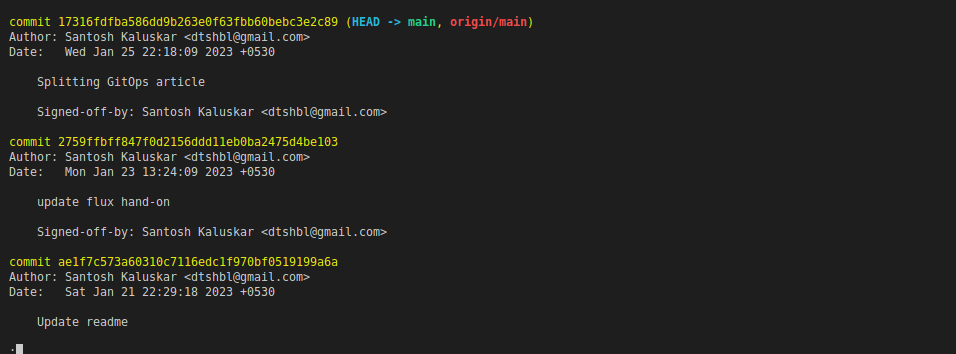 commit 17316fdfba586dd9b263e0f63fbb60bebc3e2c89 (HEAD -> main, origin/main)
Author: Santosh Kaluskar <dtshbl@gmail.com>
Date:   Wed Jan 25 22:18:09 2023 +0530
    Splitting GitOps article
    Signed-off-by: Santosh Kaluskar <dtshbl@gmail.com>
commit 2759ffbff847f0d2156ddd11eb0ba2475d4be103
Author: Santosh Kaluskar <dtshbl@gmail.com>
Date:   Mon Jan 23 13:24:09 2023 +0530
    update flux hand-on
    Signed-off-by: Santosh Kaluskar <dtshbl@gmail.com>
commit ae1f7c573a60310c7116edc1f970bf0519199a6a
Author: Santosh Kaluskar <dtshbl@gmail.com>
Date:   Sat Jan 21 22:29:18 2023 +0530
    Update readme
.